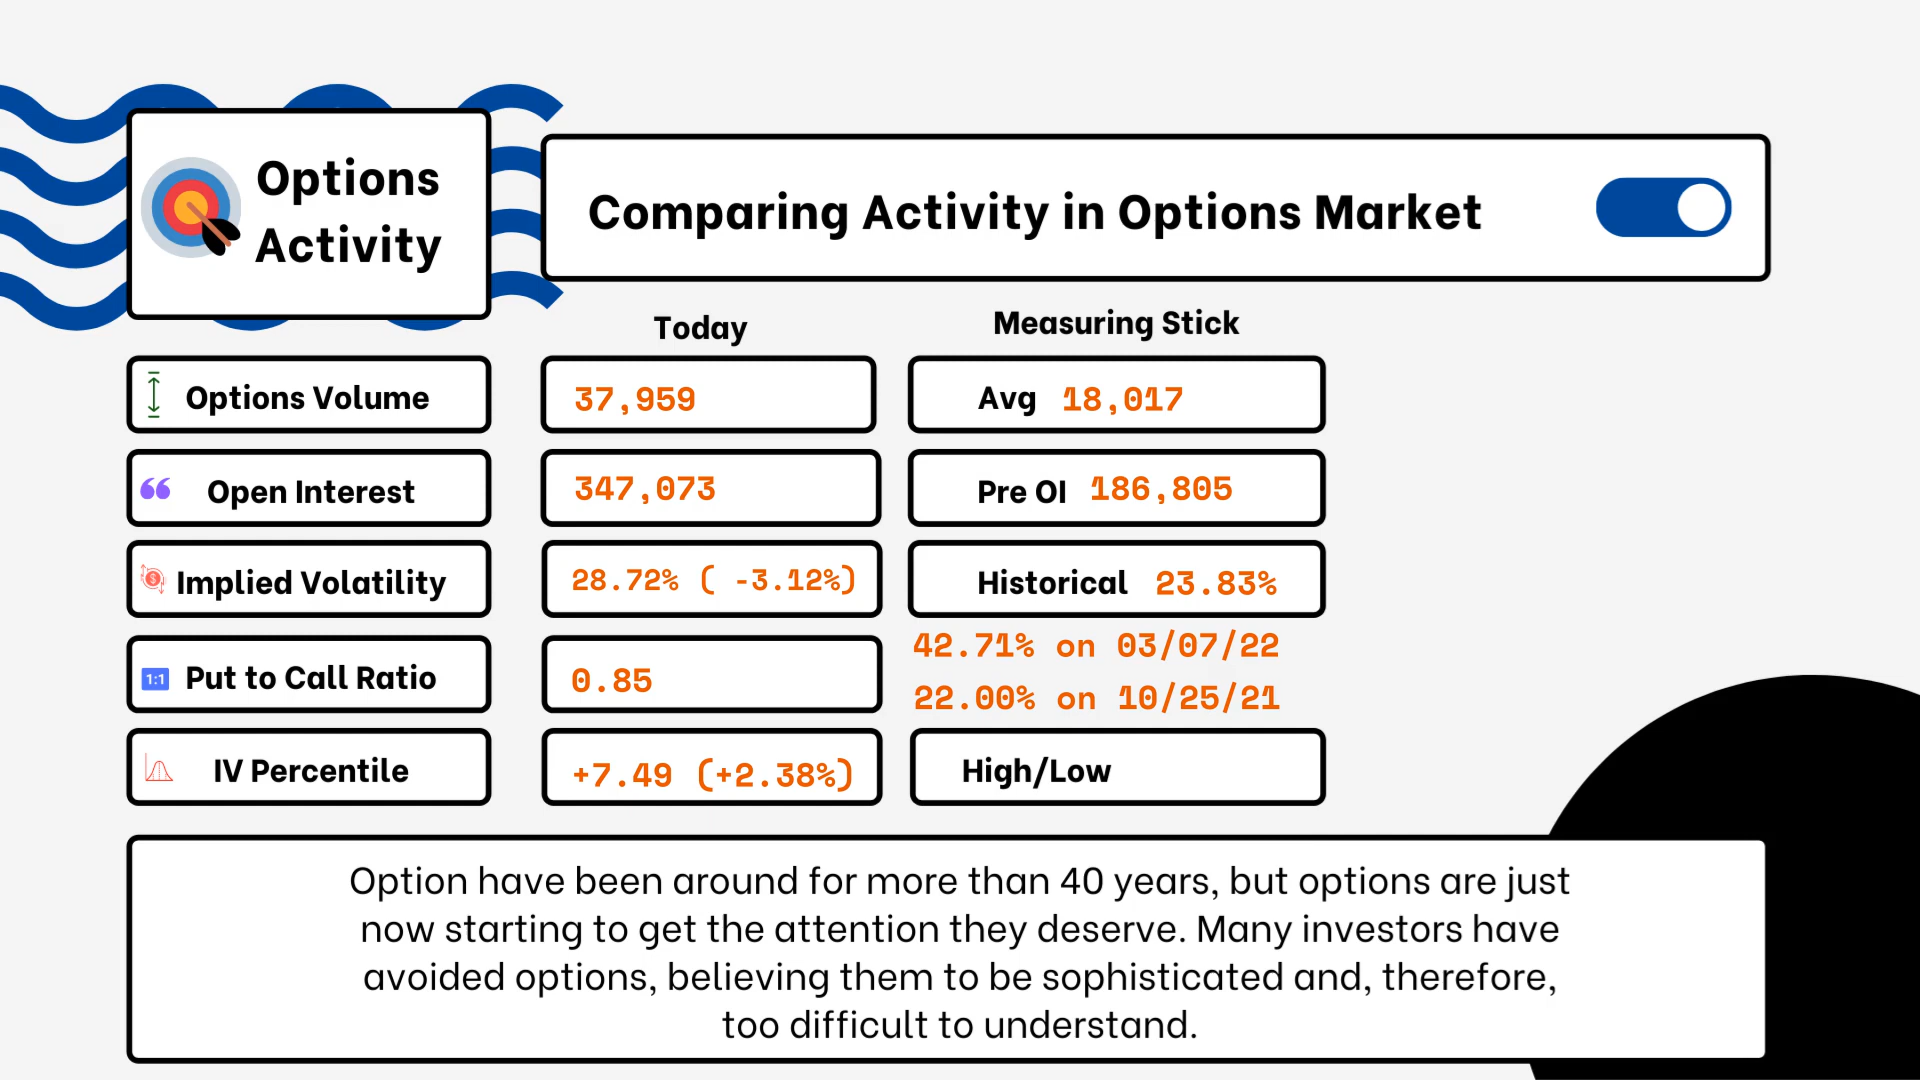 Options
Activity
Comparing Activity in Options Market
Today
Measuring Stick
Options Volume
37,959
Avg 18,017
Open Interest
347,073
Pre OI 186,805
Implied Volatility
28.72% ( -3.12%)
Historical 23.83%
1:1
Put to Call Ratio
0.85
42.71% on 03/07/22
22.00% on 10/25/21
IV Percentile
+7.49 (+2.38%)
High/Low
Option have been around for more than 40 years, but options are just
now starting to get the attention they deserve. Many investors have
avoided options, believing them to be sophisticated and, therefore,
too difficult to understand.